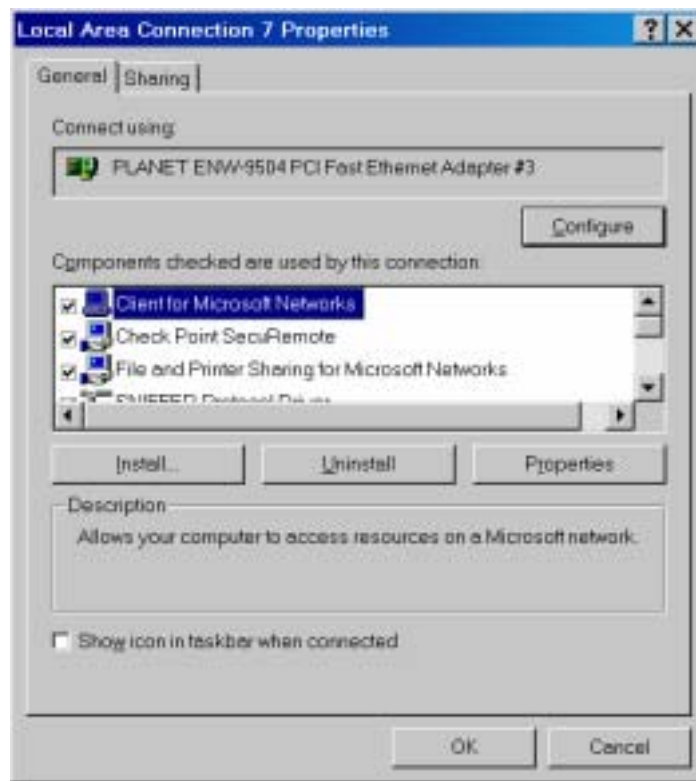 Local Area Connection 7 Properties
General
Sharing
Connect using:
PLANET ENW-9504 PCI Fast Ethernet Adapter #3
Configure
Components checked are used by this connection:
Client for Microsoft Networks
Check Point SecuRemote
File and Printer Sharing for Microsoft Networks
SNIFFER Protocol Driver
Install...
Uninstall
Properties
Description
Allows your computer to access resources on a Microsoft network.
Show icon in taskbar when connected
OK
Cancel